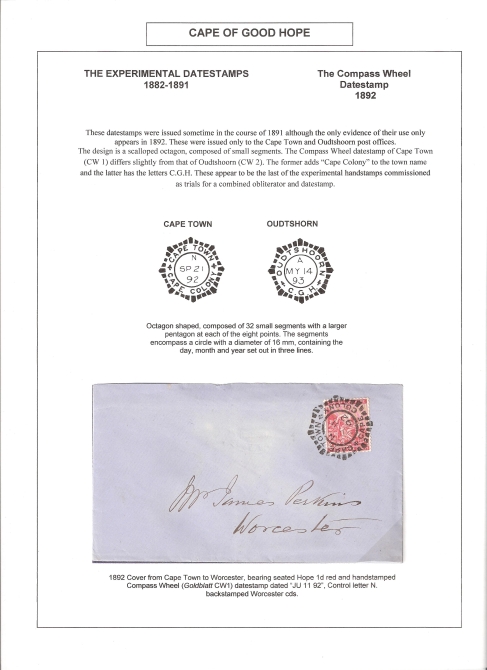 CAPE OF GOOD HOPE
THE EXPERIMENTAL DATESTAMPS
1882-1891
The Compass Wheel
Datestamp
1892
These datestamps were issued sometime in the course of 1891 although the only evidence of their use only
appears in 1892. These were issued only to the Cape Town and Oudtshoorn post offices.
The design is a scalloped octagon, composed of small segments. The Compass Wheel datestamp of Cape Town
(CW 1) differs slightly from that of Oudtshoorn (CW 2). The former adds “Cape Colony” to the town name
and the latter has the letters C.G.H. These appear to be the last of the experimental handstamps commissioned
as trials for a combined obliterator and datestamp.
CAPE TOWN
OUDTSHORN
CAPE TOWN
N
SP 21
92
CAPE COLONY
OUDTSHOORN
A
MY 14
93
C.G.H.
Octagon shaped, composed of 32 small segments with a larger
pentagon at each of the eight points. The segments
encompass a circle with a diameter of 16 mm, containing the
day, month and year set out in three lines.
Mr James Perkins
Worcester
1892 Cover from Cape Town to Worcester, bearing seated Hope 1d red and handstamped
Compass Wheel (Goldblatt CW1) datestamp dated “JU 11 92”, Control letter N.
backstamped Worcester cds.